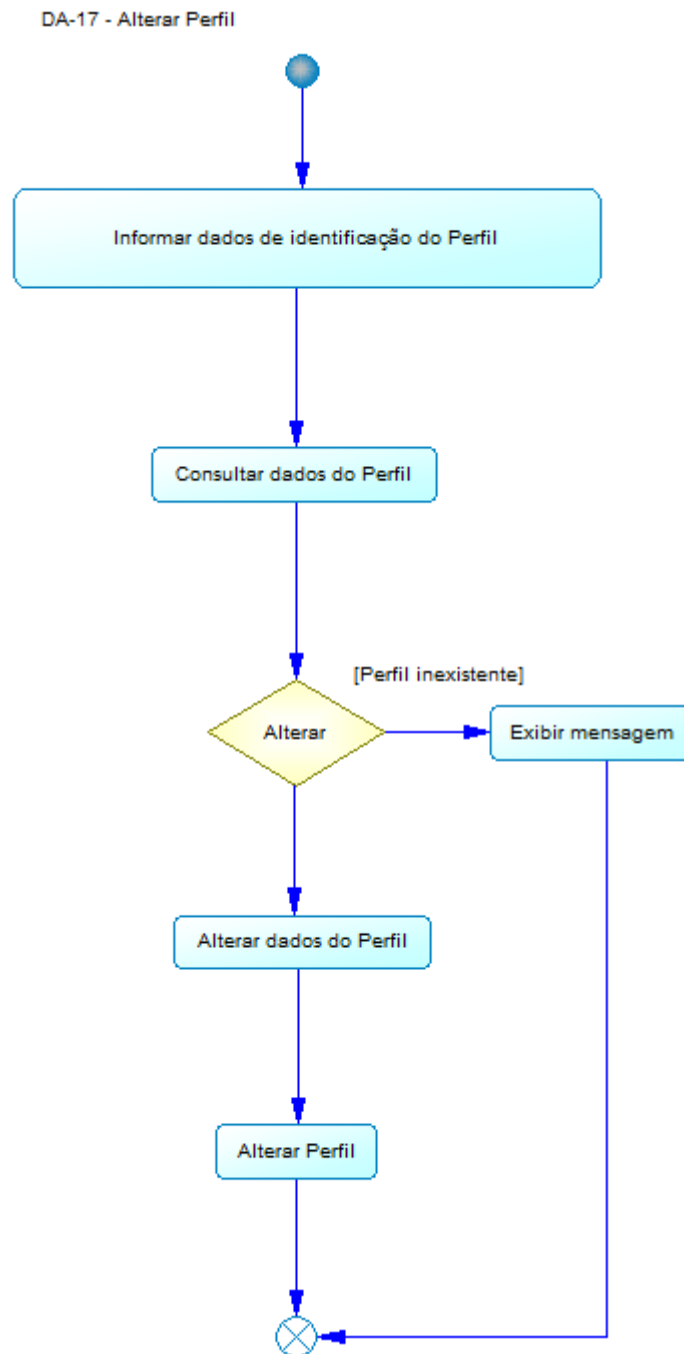 DA-17 - Alterar Perfil
Informar dados de identificação do Perfil
Consultar dados do Perfil
[Perfil inexistente]
Alterar
Exibir mensagem
Alterar dados do Perfil
Alterar Perfil